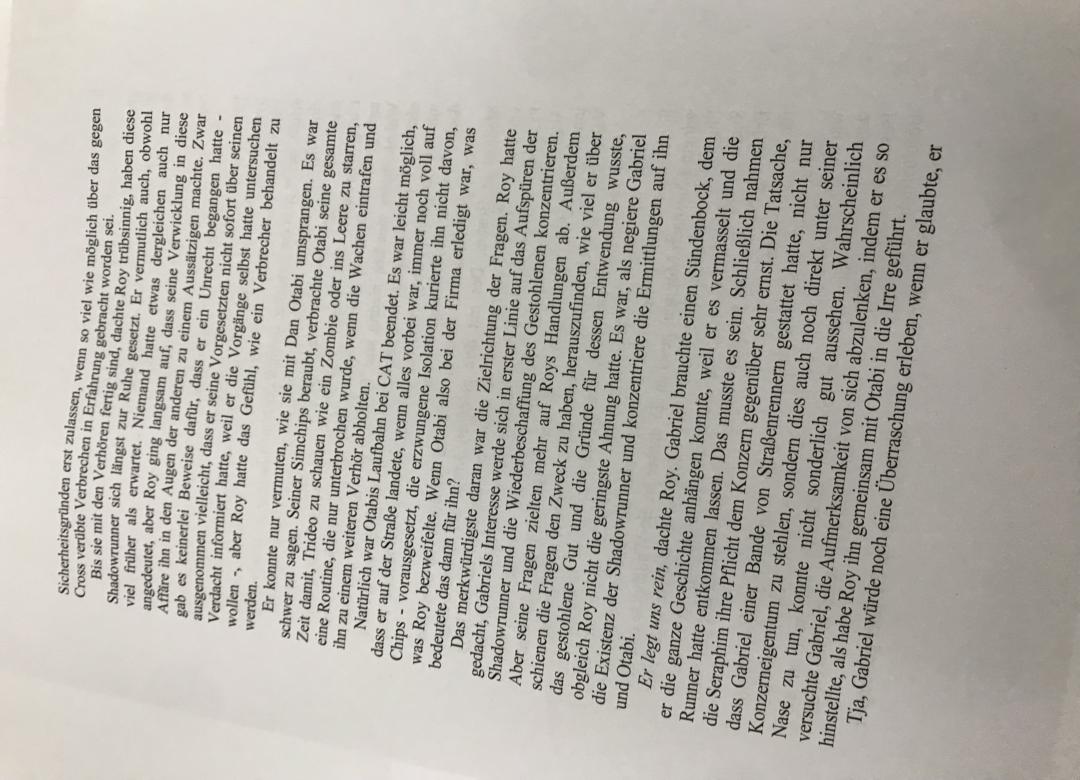 Sicherheitsgründen erst zulassen, wenn so viel wie möglich über das gegen
Cross verübte Verbrechen in Erfahrung gebracht worden sei.
Bis sie mit den Verhören fertig sind, dachte Roy trübsinnig, haben diese
Shadowrunner sich längst zur Ruhe gesetzt. Er vermutlich auch, obwohl
viel früher als erwartet. Niemand hatte etwas dergleichen auch nur
angedeutet, aber Roy ging langsam auf, dass seine Verwicklung in diese
Affäre ihn in den Augen der anderen zu einem Aussätzigen machte. Zwar
gab es keinerlei Beweise dafür, dass er ein Unrecht begangen hatte -
ausgenommen vielleicht, dass er seine Vorgesetzten nicht sofort über seinen
Verdacht informiert hatte, weil er die Vorgänge selbst hatte untersuchen
wollen -, aber Roy hatte das Gefühl, wie ein Verbrecher behandelt zu
werden.
Er konnte nur vermuten, wie sie mit Dan Otabi umsprangen. Es war
schwer zu sagen. Seiner Simchips beraubt, verbrachte Otabi seine gesamte
Zeit damit, Trideo zu schauen wie ein Zombie oder ins Leere zu starren,
eine Routine, die nur unterbrochen wurde, wenn die Wachen eintrafen und
ihn zu einem weiteren Verhör abholten.
Natürlich war Otabis Laufbahn bei CAT beendet. Es war leicht möglich,
dass er auf der Straße landete, wenn alles vorbei war, immer noch voll auf
Chips - vorausgesetzt, die erzwungene Isolation kurierte ihn nicht davon,
was Roy bezweifelte. Wenn Otabi also bei der Firma erledigt war, was
bedeutete das dann für ihn?
Das merkwürdigste daran war die Zielrichtung der Fragen. Roy hatte
gedacht, Gabriels Interesse werde sich in erster Linie auf das Aufspüren der
Shadowrunner und die Wiederbeschaffung des Gestohlenen konzentrieren.
Aber seine Fragen zielten mehr auf Roys Handlungen ab. Außerdem
schienen die Fragen den Zweck zu haben, herauszufinden, wie viel er über
das gestohlene Gut und die Gründe für dessen Entwendung wusste,
obgleich Roy nicht die geringste Ahnung hatte. Es war, als negiere Gabriel
die Existenz der Shadowrunner und konzentriere die Ermittlungen auf ihn
und Otabi.
Er legt uns rein, dachte Roy. Gabriel brauchte einen Sündenbock, dem
er die ganze Geschichte anhängen konnte, weil er es vermasselt und die
Runner hatte entkommen lassen. Das musste es sein. Schließlich nahmen
die Seraphim ihre Pflicht dem Konzern gegenüber sehr ernst. Die Tatsache,
dass Gabriel einer Bande von Straßenrennern gestattet hatte, nicht nur
Konzerneigentum zu stehlen, sondern dies auch noch direkt unter seiner
Nase zu tun, konnte nicht sonderlich gut aussehen. Wahrscheinlich
versuchte Gabriel, die Aufmerksamkeit von sich abzulenken, indem er es so
hinstellte, als habe Roy ihn gemeinsam mit Otabi in die Irre geführt.
Tja, Gabriel würde noch eine Überraschung erleben, wenn er glaubte, er